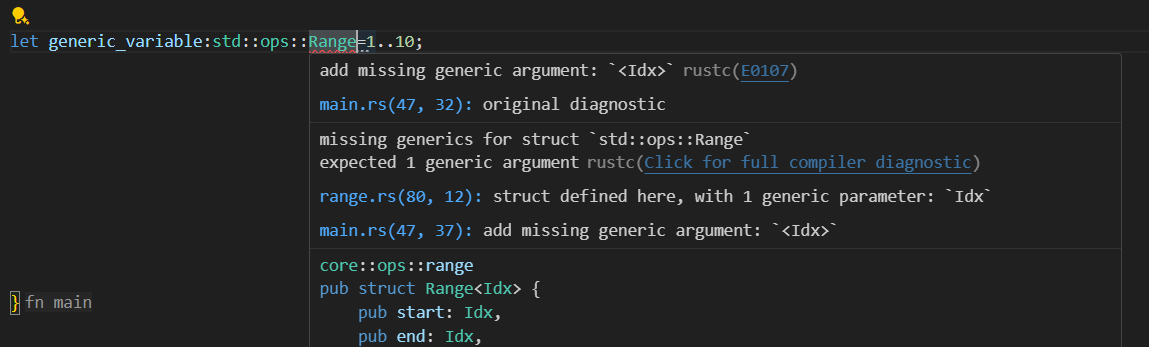 let generic_variable:std::ops::Range=1..10;
add missing generic argument: `<Idx>` rustc(E0107)
main.rs(47, 32): original diagnostic
missing generics for struct `std::ops::Range`
expected 1 generic argument rustc(Click for full compiler diagnostic)
range.rs(80, 12): struct defined here, with 1 generic parameter: `Idx`
main.rs(47, 37): add missing generic argument: `<Idx>`
core::ops::range
pub struct Range<Idx> {
} fn main
    pub start: Idx,
    pub end: Idx,